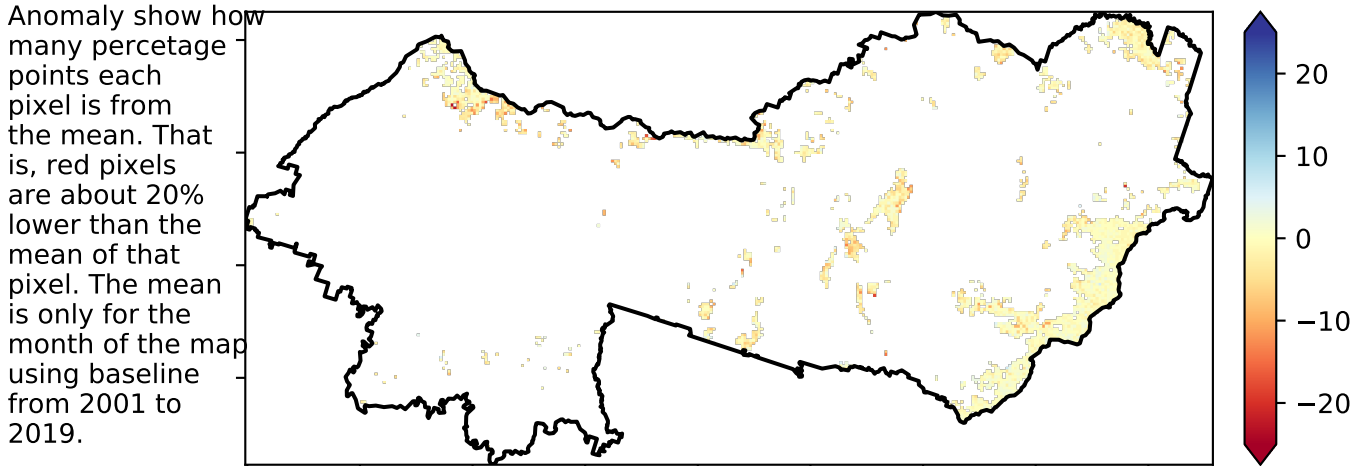 Anomaly show how
many percetage
points each
pixel is from
the mean. That
is, red pixels
are about 20%
lower than the
mean of that
pixel. The mean
is only for the
month of the map
using baseline
from 2001 to
2019.
20
10
0
−10
−20